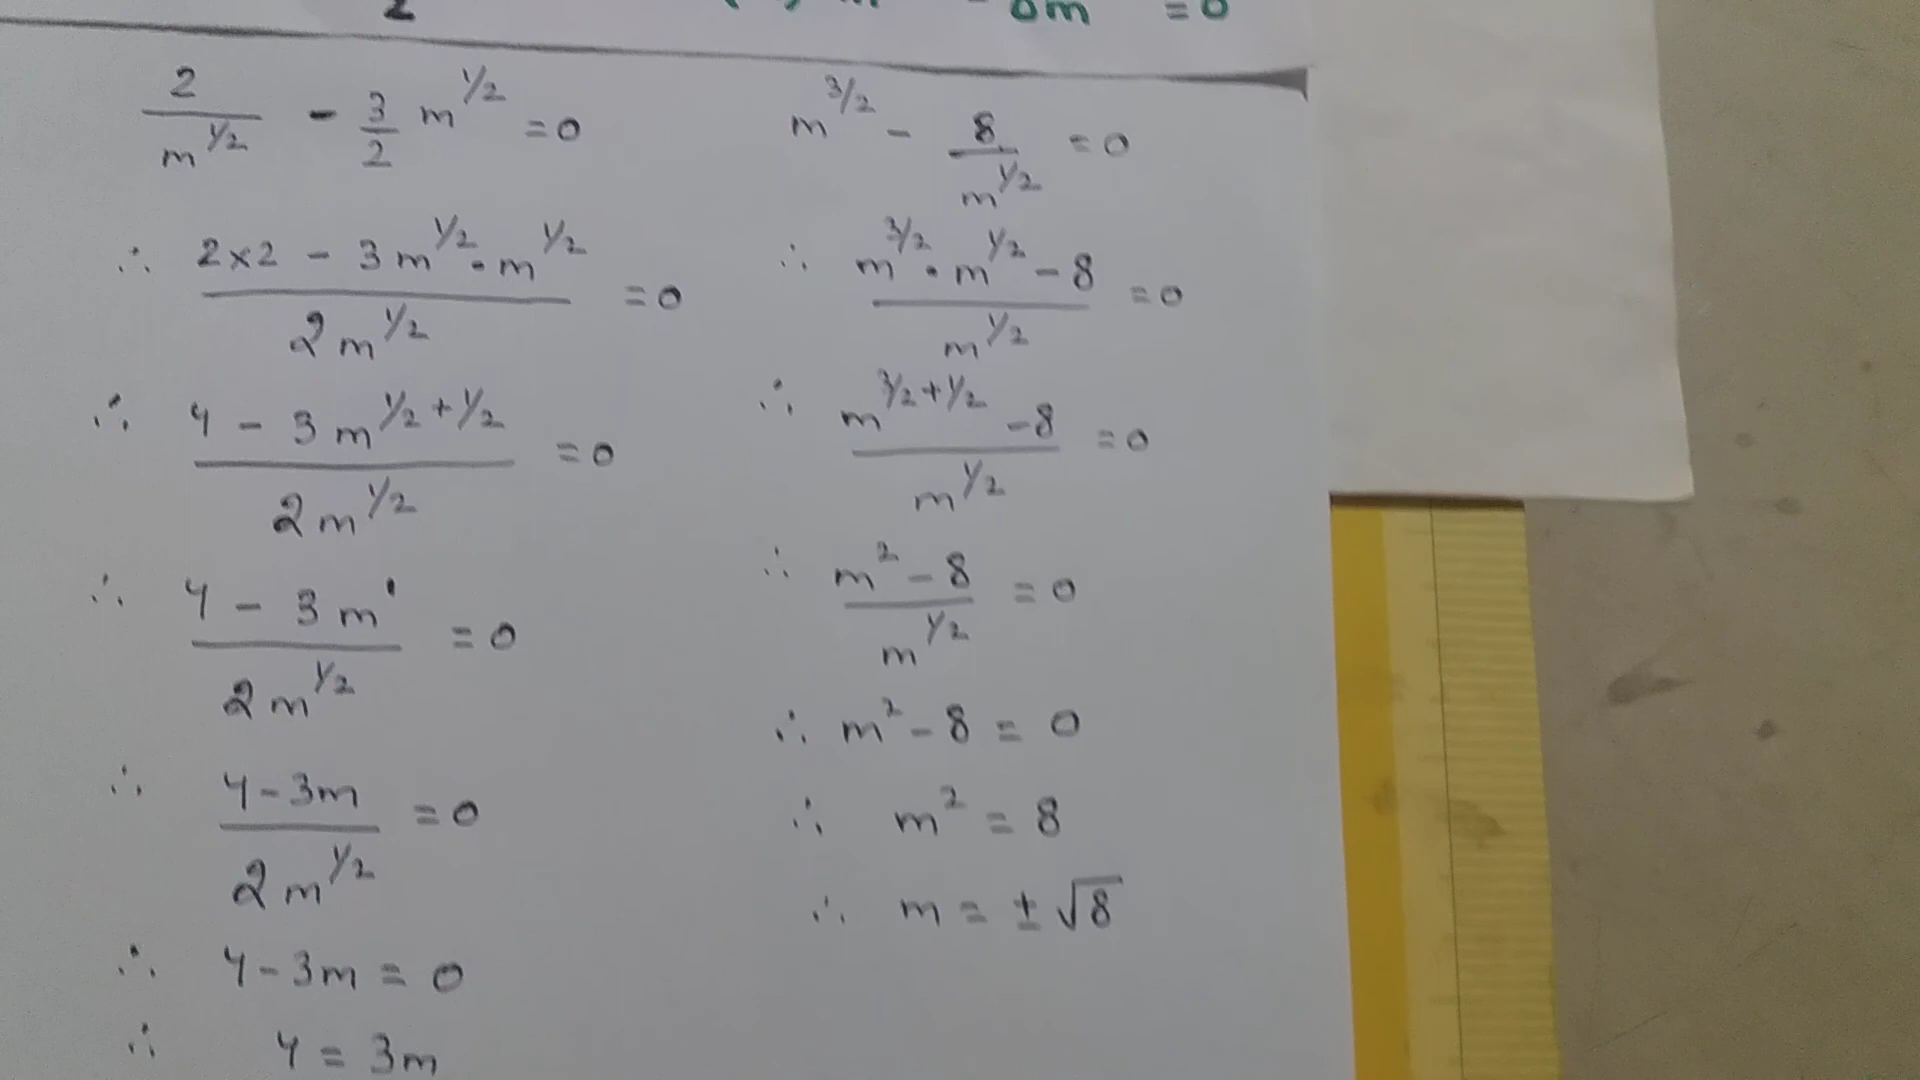 = 0
2/m^1/2 - 3/2 m^1/2 = 0
∴ (2×2 - 3m^1/2 · m^1/2)/(2m^1/2) = 0
∴ (4 - 3m^1/2+1/2)/(2m^1/2) = 0
∴ (4 - 3m^1)/(2m^1/2) = 0
∴ (4-3m)/(2m^1/2) = 0
∴ 4-3m = 0
∴ 4 = 3m
m^3/2 - 8/m^1/2 = 0
∴ (m^3/2 · m^1/2 - 8)/(m^1/2) = 0
∴ (m^3/2+1/2 - 8)/(m^1/2) = 0
∴ (m^2 - 8)/(m^1/2) = 0
∴ m^2 - 8 = 0
∴ m^2 = 8
∴ m = ± √8